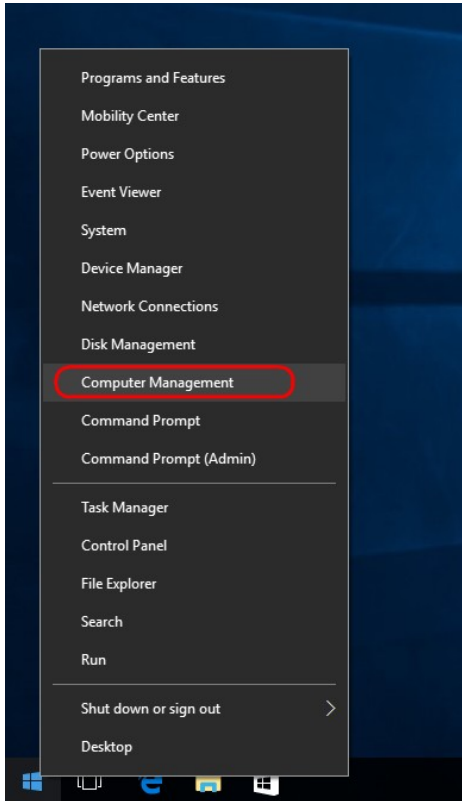 Programs and Features
Mobility Center
Power Options
Event Viewer
System
Device Manager
Network Connections
Disk Management
Computer Management
Command Prompt
Command Prompt (Admin)
Task Manager
Control Panel
File Explorer
Search
Run
Shut down or sign out
Desktop